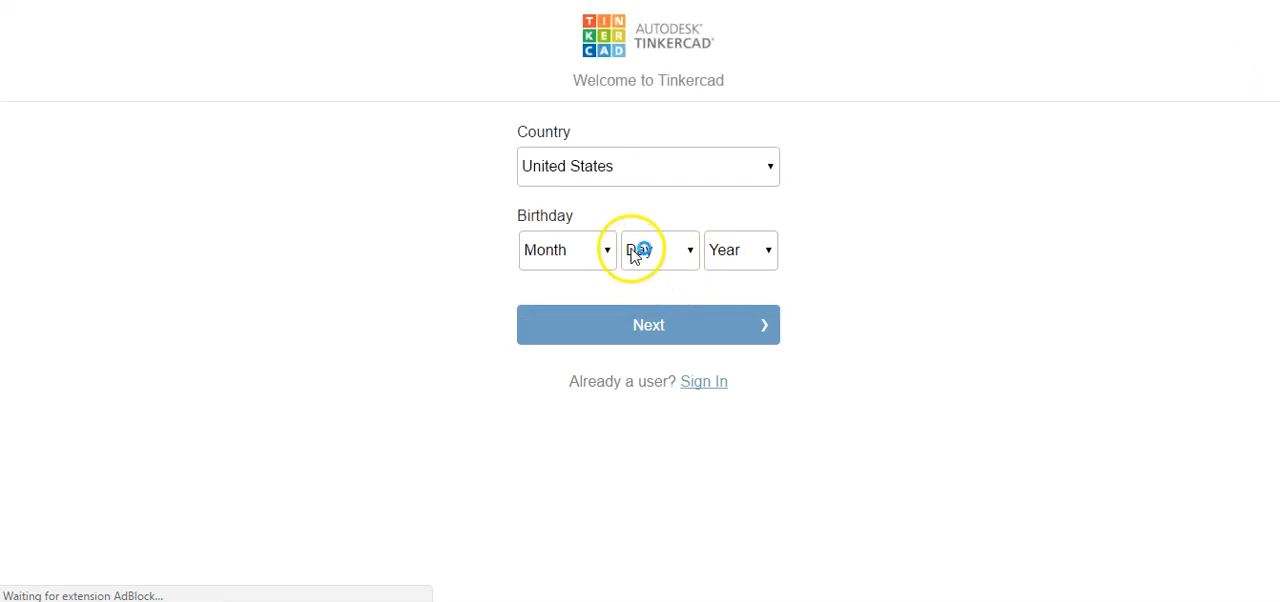 TIN
KER
CAD
AUTODESK®
TINKERCAD®
Welcome to Tinkercad
Country
United States
Birthday
Month Day Year
Next
Already a user? Sign In
Waiting for extension AdBlock...